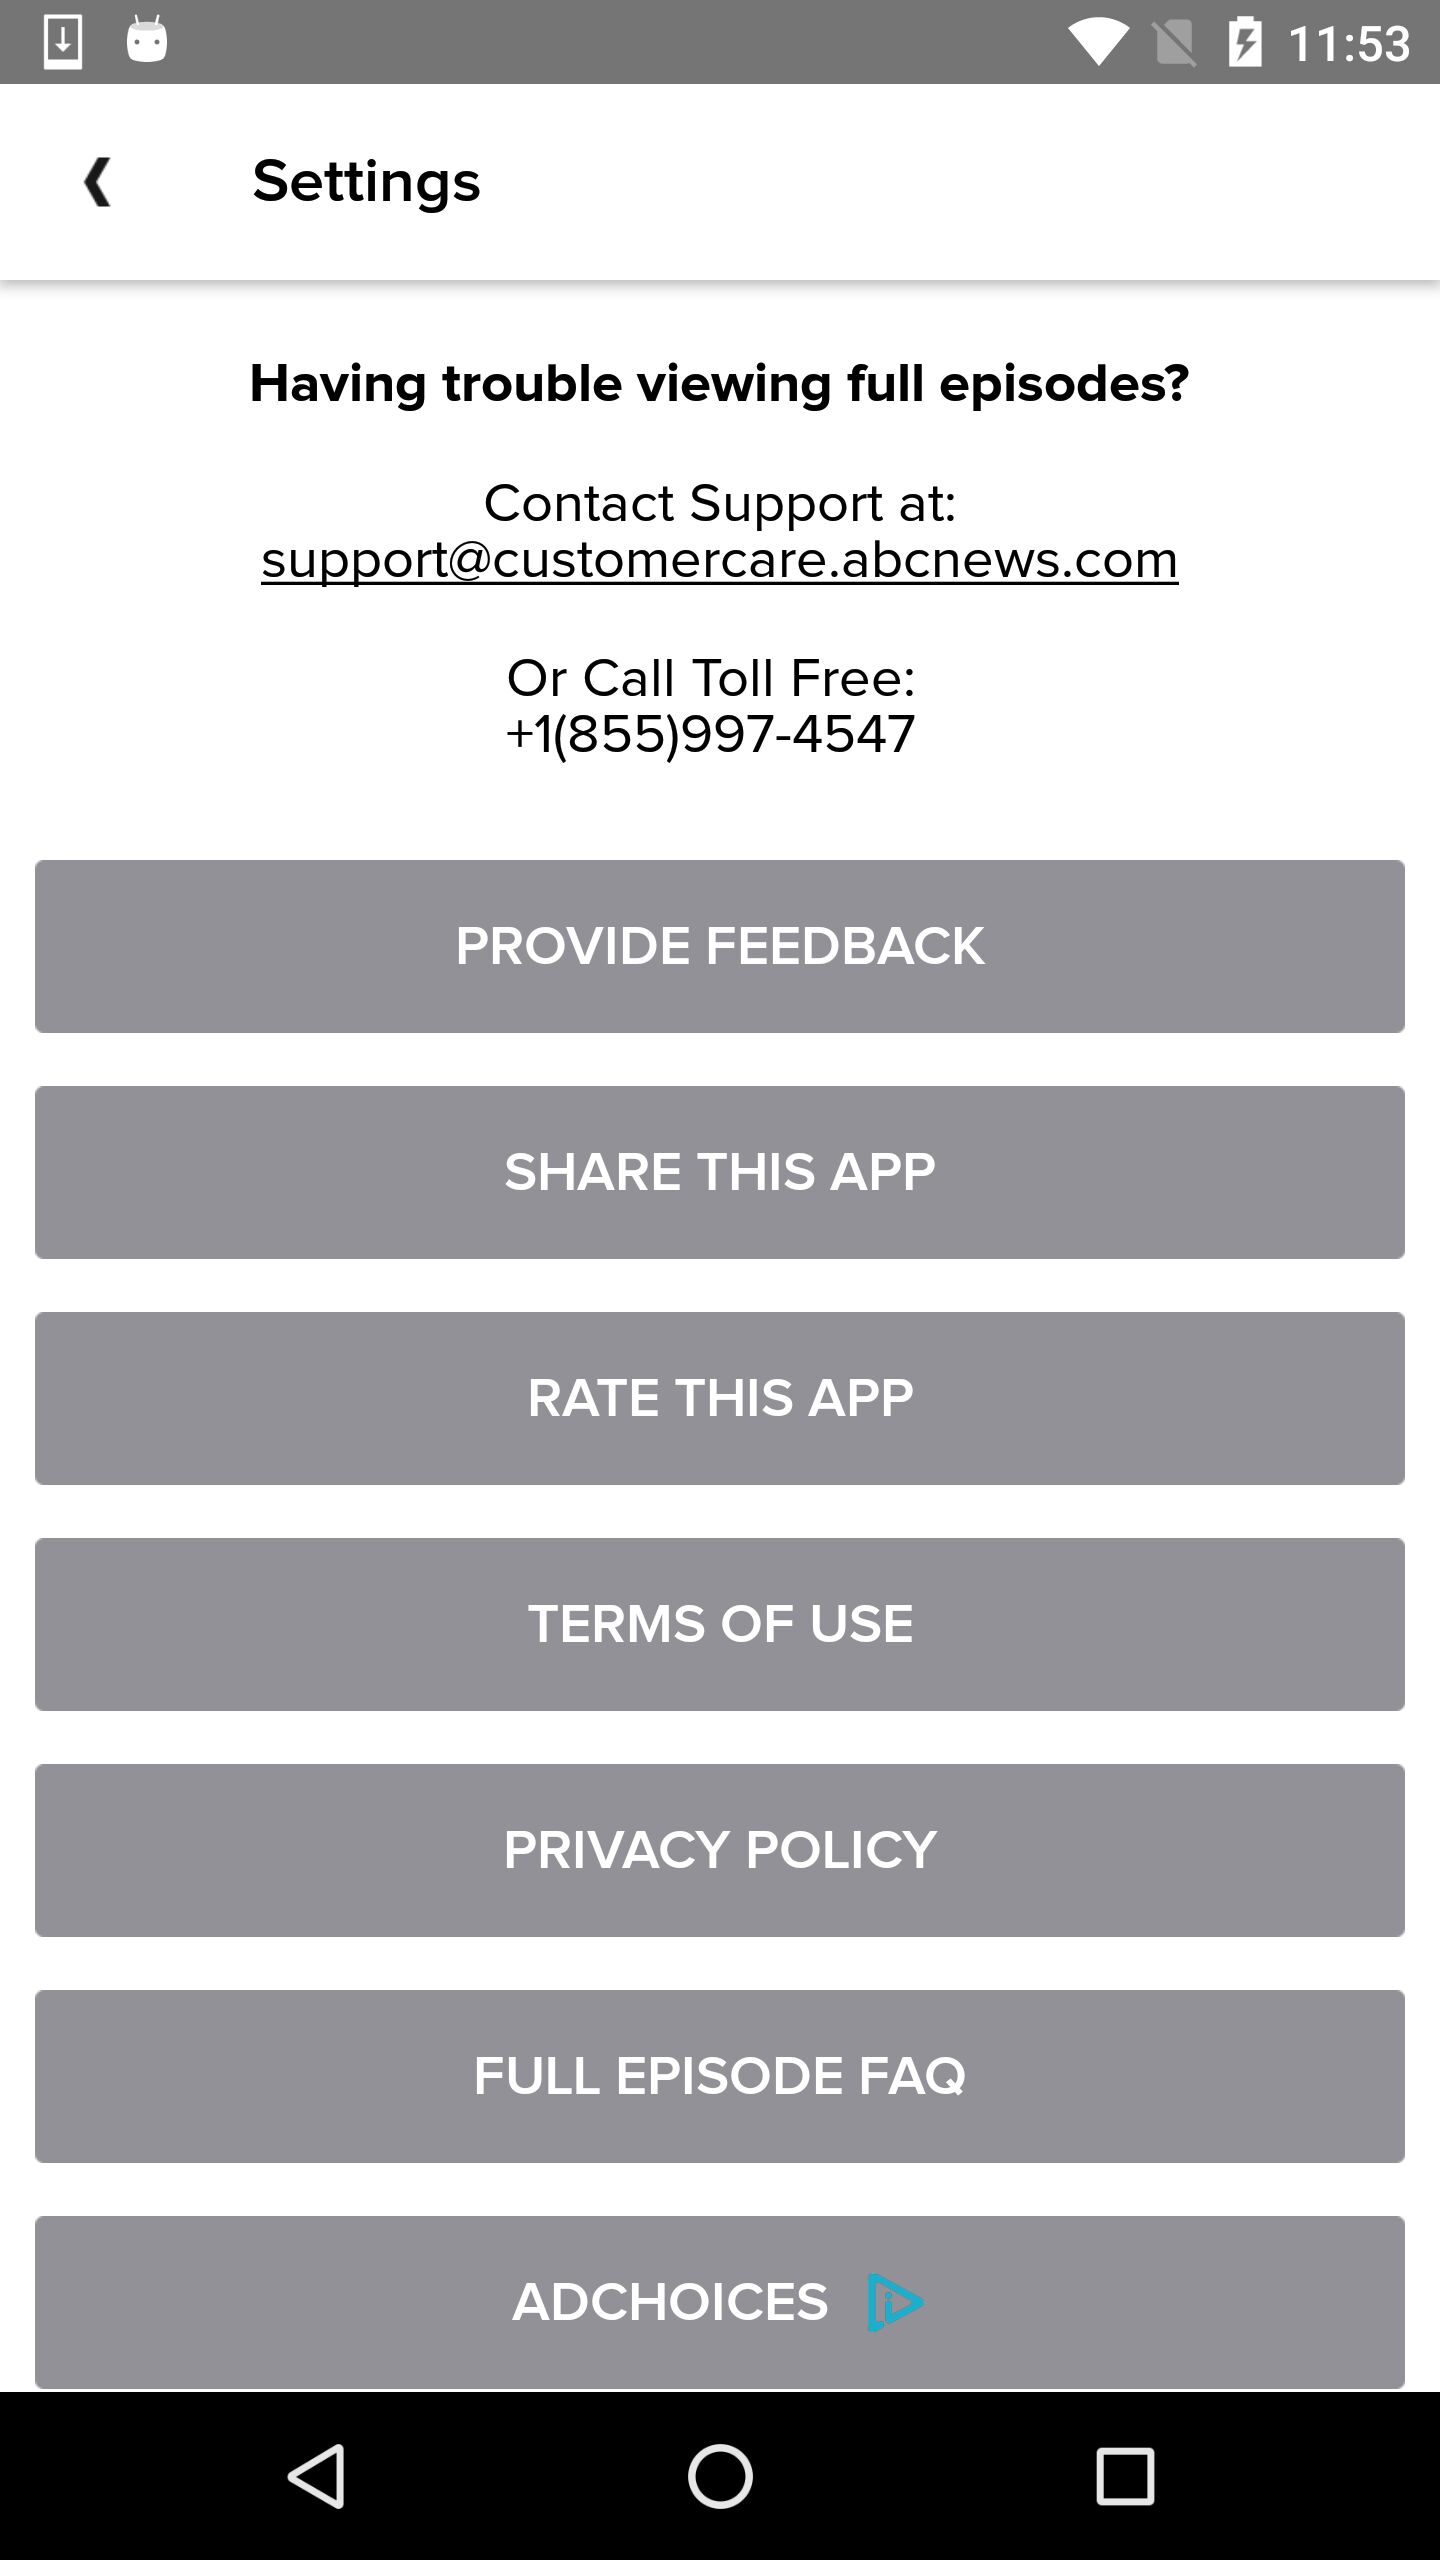 11:53
Settings
Having trouble viewing full episodes?
Contact Support at:
support@customercare.abcnews.com
Or Call Toll Free:
+1(855)997-4547
PROVIDE FEEDBACK
SHARE THIS APP
RATE THIS APP
TERMS OF USE
PRIVACY POLICY
FULL EPISODE FAQ
ADCHOICES